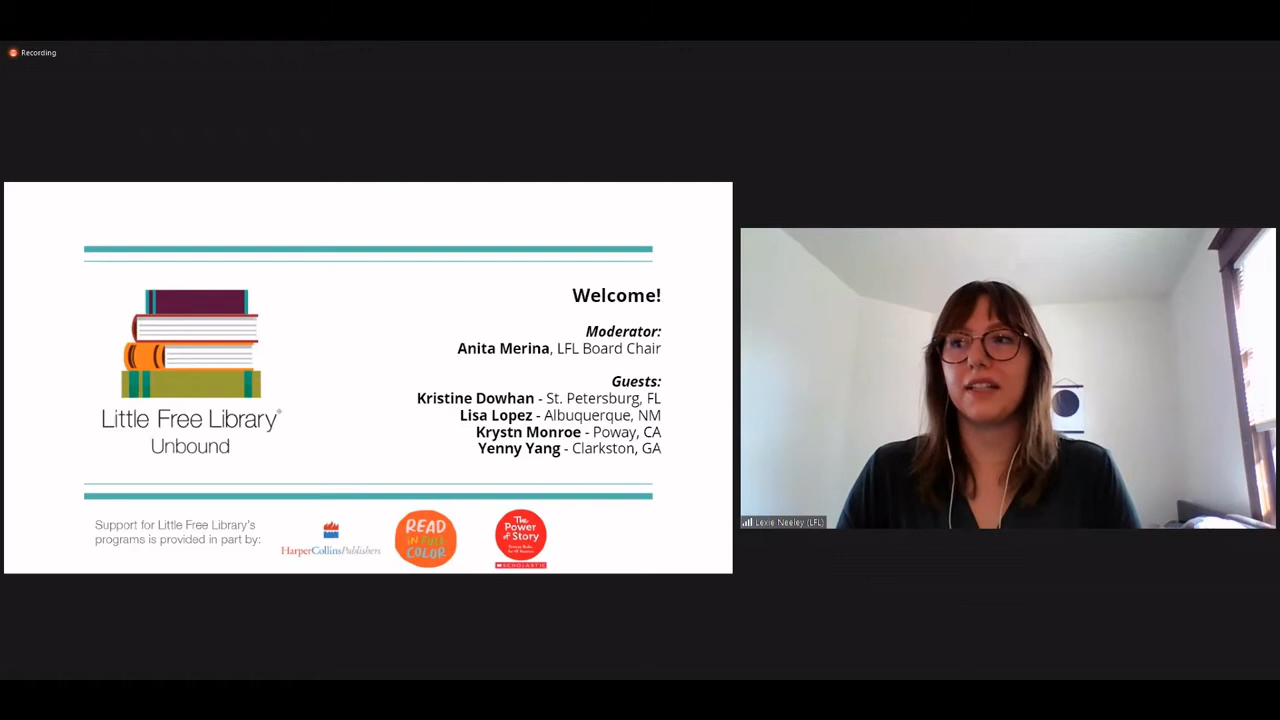 Recording
Welcome!
Moderator:
Anita Merina, LFL Board Chair
Guests:
Kristine Dowhan - St. Petersburg, FL
Lisa Lopez - Albuquerque, NM
Krystn Monroe - Poway, CA
Yenny Yang - Clarkston, GA
Little Free Library®
Unbound
Support for Little Free Library's
programs is provided in part by:
HarperCollinsPublishers
READ
IN FULL
COLOR
The
Power
of Story
SCHOLASTIC
Lexie Neeley (LFL)